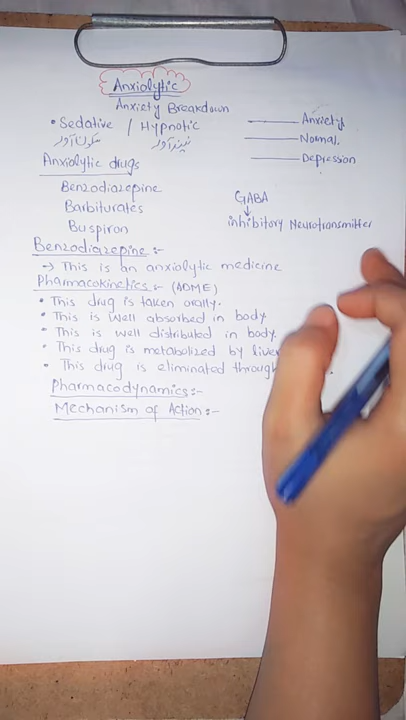 Anxiolytic
Anxiety Breakdown
• Sedative / Hypnotic
سکون آور نیند آور
Anxiety
Normal.
Depression
Anxiolytic drugs
Benzodiazepine
Barbiturates
Buspiron
GABA
inhibitory Neurotransmitter
Benzodiazepine :-
→ This is an anxiolytic medicine
Pharmacokinetics :- (ADME)
• This drug is taken orally.
• This is well absorbed in body
• This is well distributed in body
• This drug is metabolized by liver
• This drug is eliminated through
Pharmacodynamics :-
Mechanism of Action :-